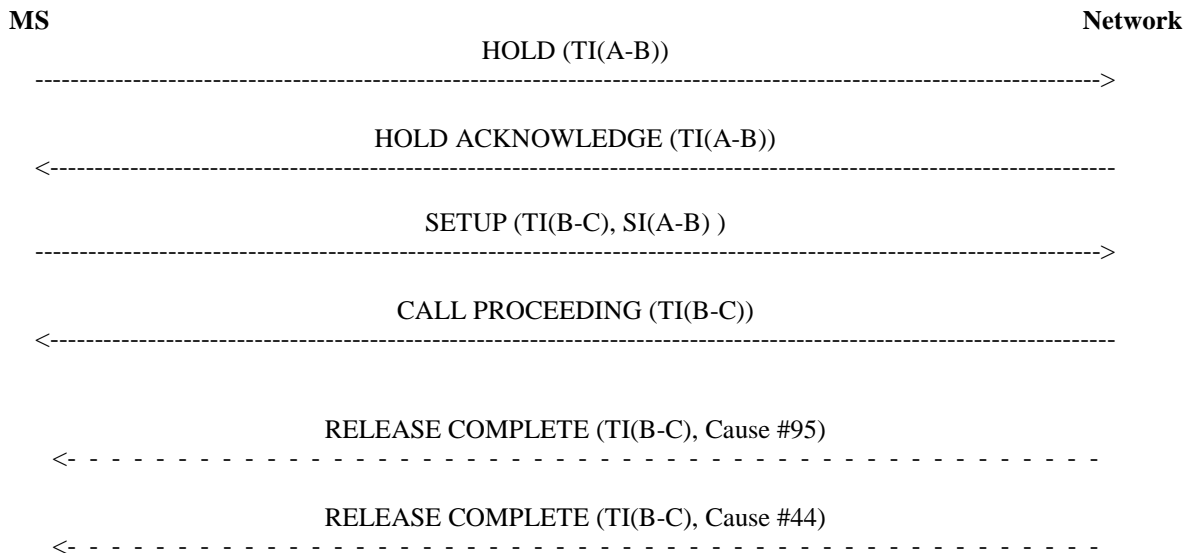 MS Network
HOLD (TI(A-B))
HOLD ACKNOWLEDGE (TI(A-B))
SETUP (TI(B-C), SI(A-B) )
CALL PROCEEDING (TI(B-C))
RELEASE COMPLETE (TI(B-C), Cause #95)
RELEASE COMPLETE (TI(B-C), Cause #44)